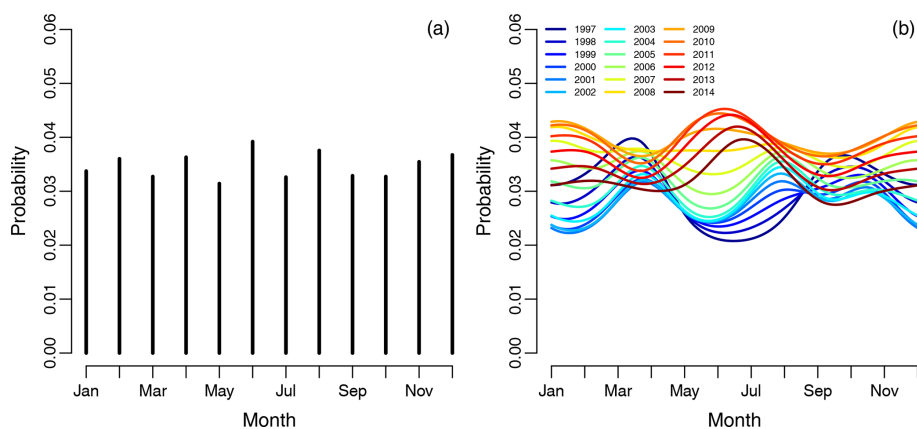 (a)
0.06
0.05
0.04
0.03
0.02
0.01
0.00
Probability
Jan Mar May Jul Sep Nov
Month
(b)
1997 2003 2009
1998 2004 2010
1999 2005 2011
2000 2006 2012
2001 2007 2013
2002 2008 2014
0.06
0.05
0.04
0.03
0.02
0.01
0.00
Probability
Jan Mar May Jul Sep Nov
Month